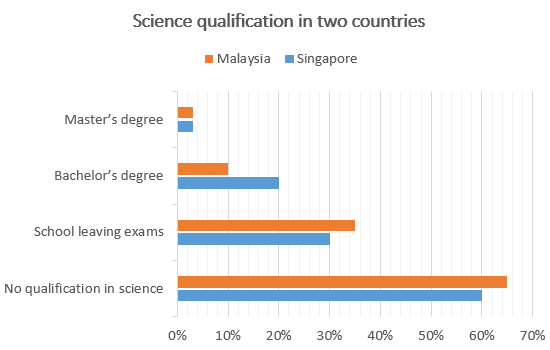 Science qualification in two countries
Malaysia Singapore
Master's degree
Bachelor's degree
School leaving exams
No qualification in science
0% 10% 20% 30% 40% 50% 60% 70%